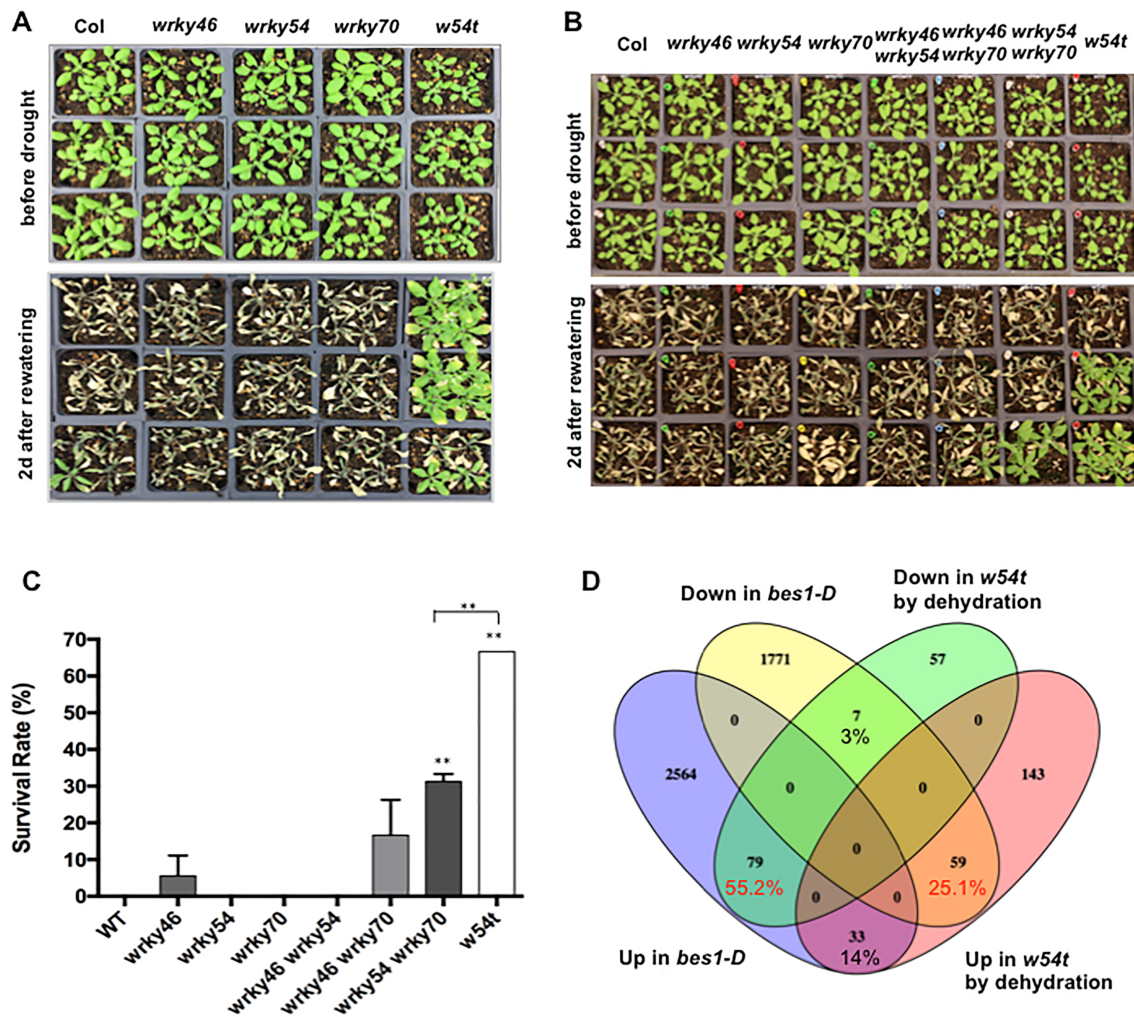 A
Col wrky46 wrky54 wrky70 w54t
before drought
2d after rewatering
B
Col wrky46 wrky54 wrky70 wrky46 wrky46 wrky54 w54t
wrky54 wrky70 wrky70
before drought
2d after rewatering
C
**
**
**
Survival Rate (%)
70
60
50
40
30
20
10
0
WT
wrky46
wrky54
wrky70
wrky46 wrky54
wrky46 wrky70
wrky54 wrky70
w54t
D
Down in bes1-D
Down in w54t
by dehydration
1771
57
0
7
3%
0
2564
143
0
0
0
79
55.2%
59
25.1%
0
0
33
14%
Up in bes1-D
Up in w54t
by dehydration